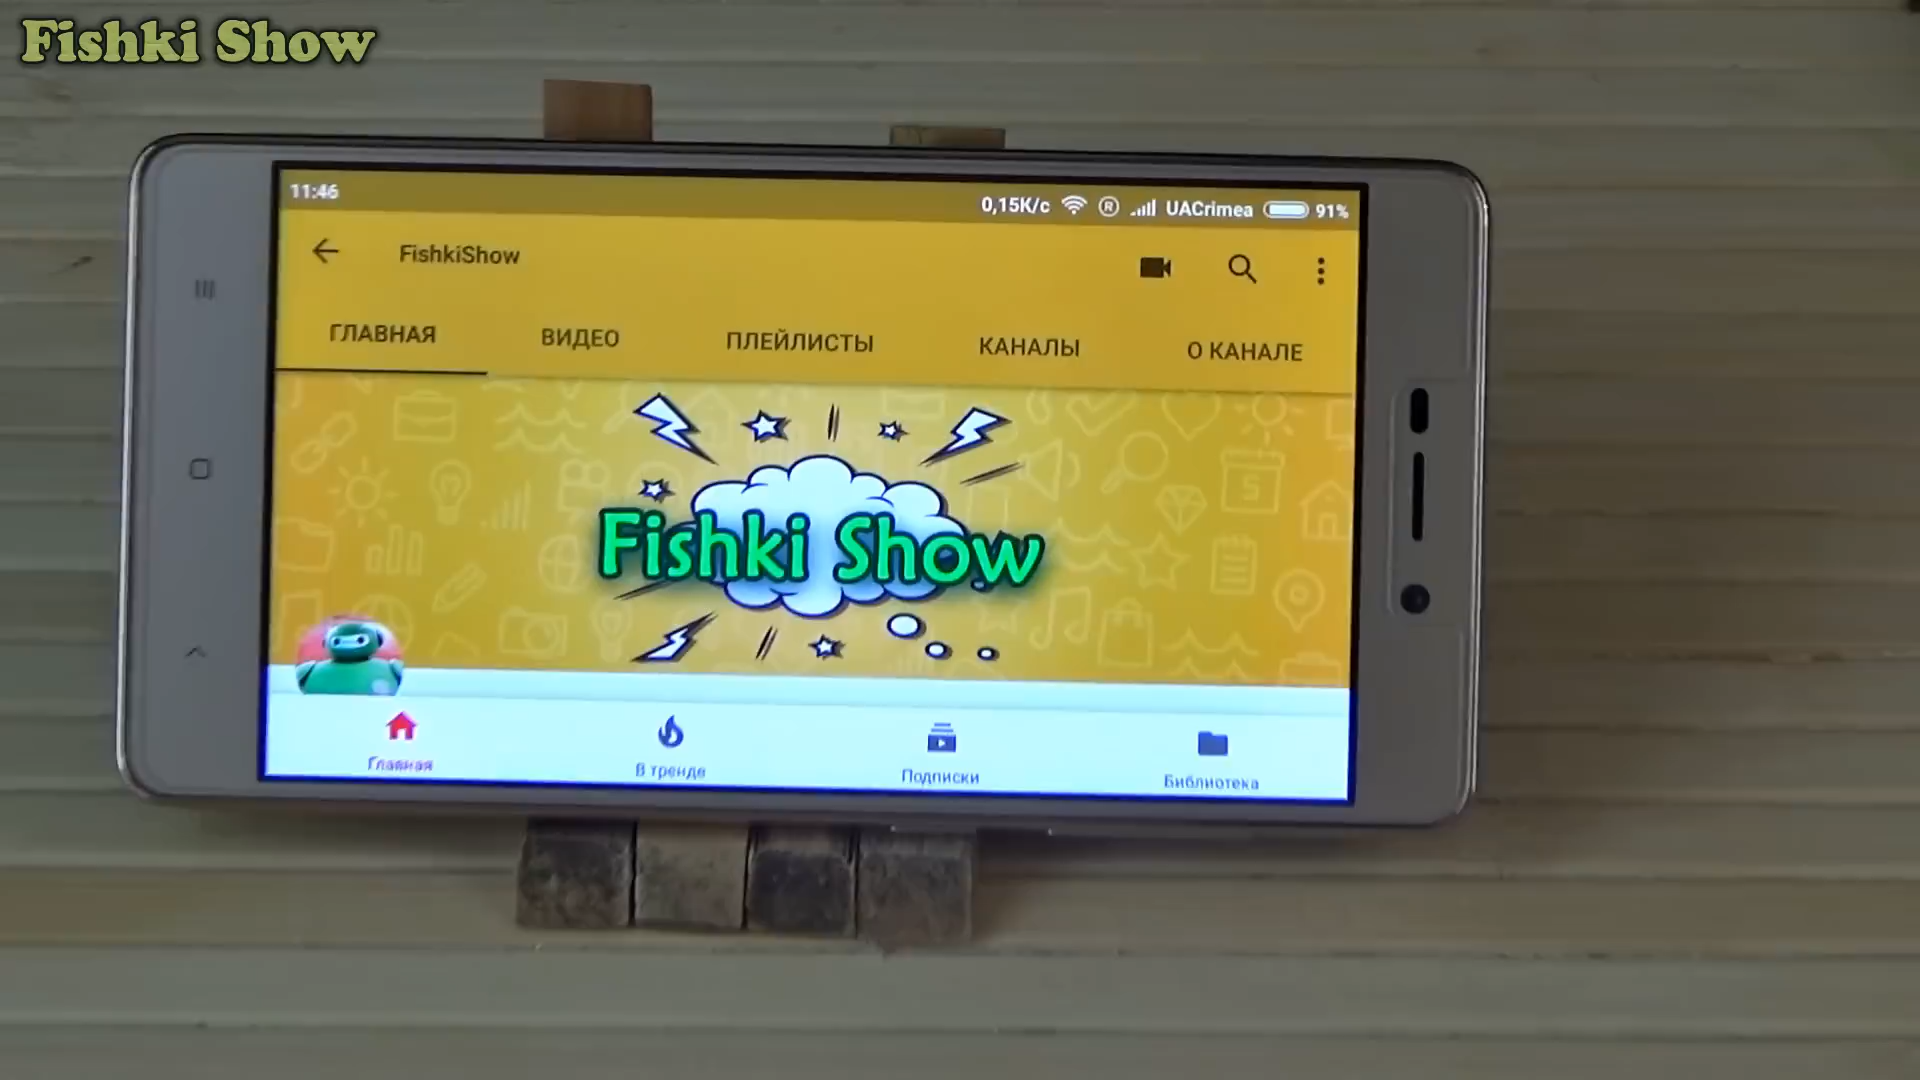 Fishki Show
11:46
0,15K/c ® UACrimea 91%
FishkiShow
ГЛАВНАЯ ВИДЕО ПЛЕЙЛИСТЫ КАНАЛЫ О КАНАЛЕ
5
Fishki Show
Главная В тренде Подписки Библиотека